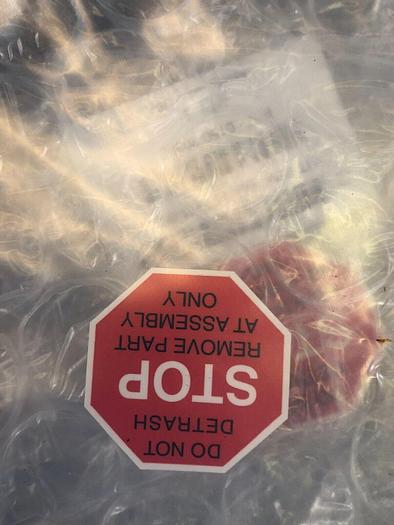 DO NOT
DETRASH
STOP
REMOVE PART
AT ASSEMBLY
ONLY